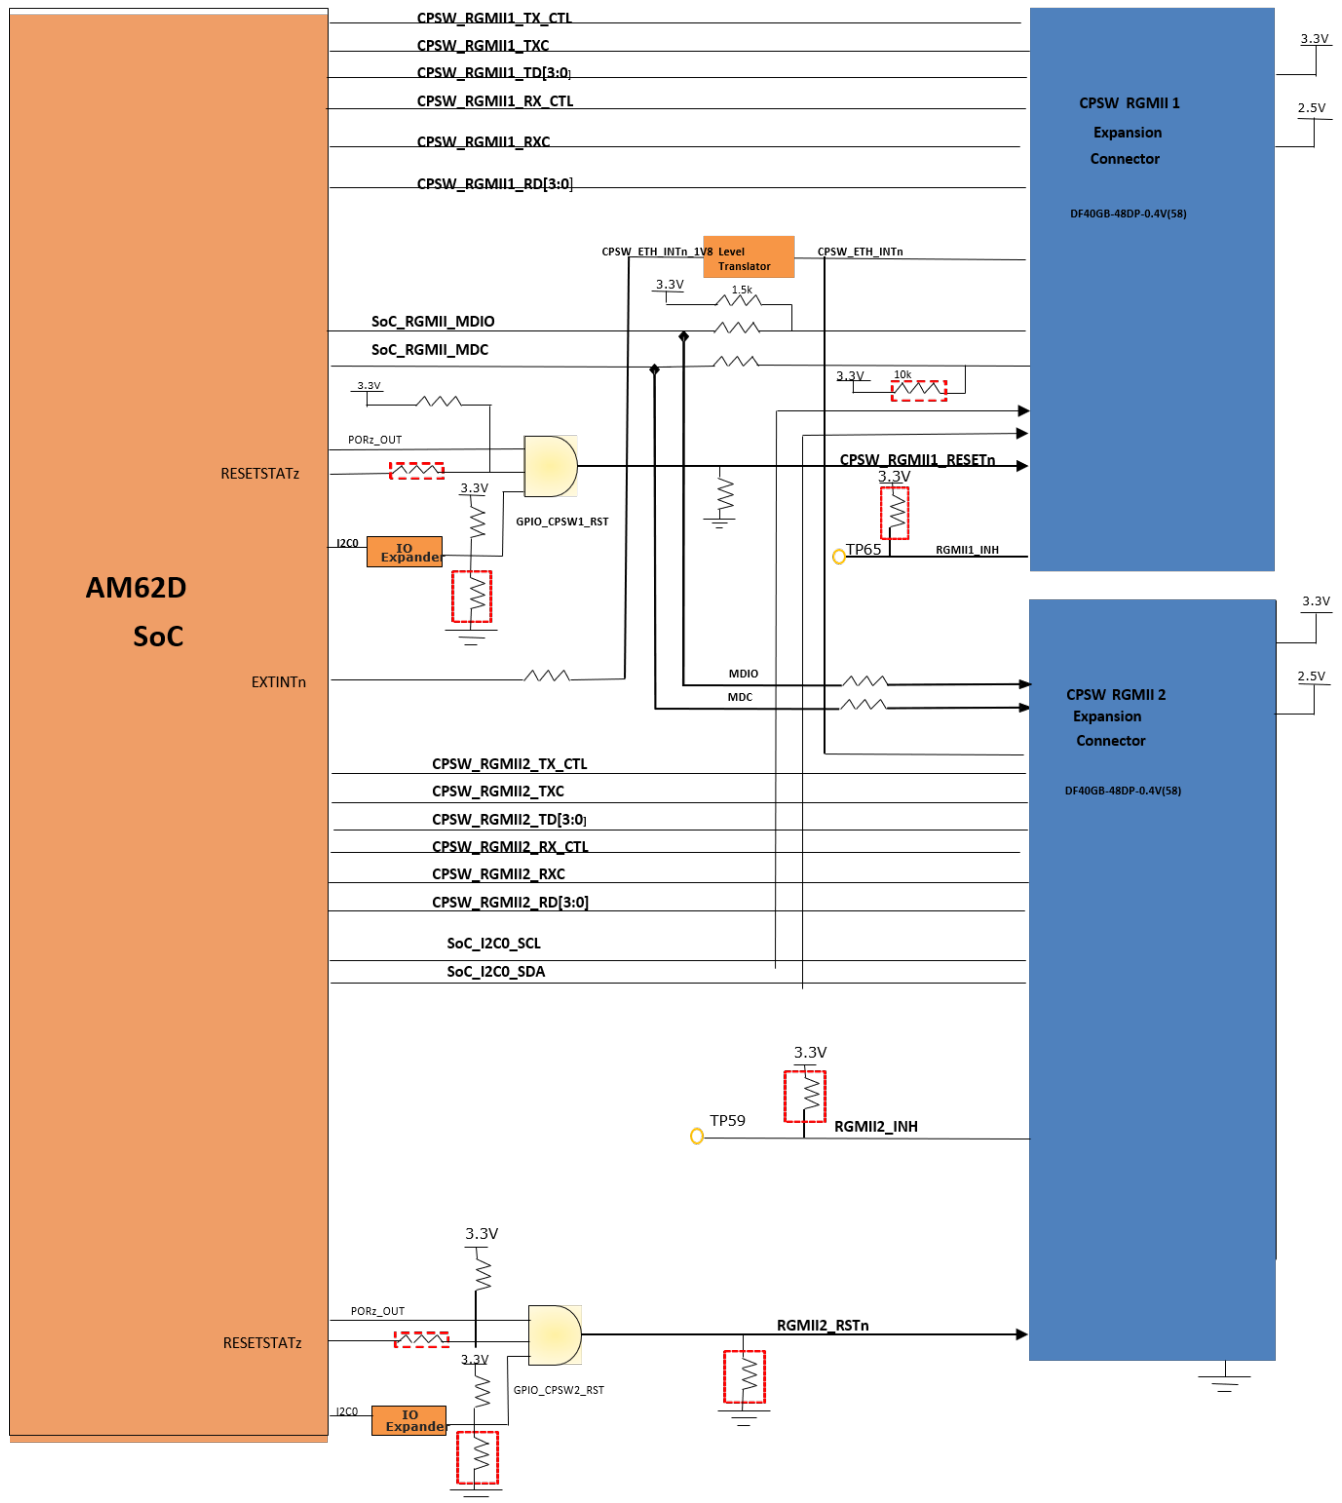 CPSW_RGMII1_TX_CTL
CPSW_RGMII1_TXC
CPSW_RGMII1_TD[3:0]
CPSW_RGMII1_RX_CTL
CPSW_RGMII1_RXC
CPSW_RGMII1_RD[3:0]
3.3V
2.5V
CPSW RGMII 1
Expansion
Connector
DF40GB-48DP-0.4V(58)
CPSW_ETH_INTn_1V8
Level
Translator
CPSW_ETH_INTn
3.3V
1.5k
SoC_RGMII_MDIO
SoC_RGMII_MDC
3.3V
10k
3.3V
PORz_OUT
RESETSTATz
CPSW_RGMII1_RESETn
3.3V
3.3V
GPIO_CPSW1_RST
I2C0
IO
Expander
TP65
RGMII1_INH
AM62D
SoC
3.3V
EXTINTn
MDIO
MDC
2.5V
CPSW RGMII 2
Expansion
Connector
DF40GB-48DP-0.4V(58)
CPSW_RGMII2_TX_CTL
CPSW_RGMII2_TXC
CPSW_RGMII2_TD[3:0]
CPSW_RGMII2_RX_CTL
CPSW_RGMII2_RXC
CPSW_RGMII2_RD[3:0]
SoC_I2C0_SCL
SoC_I2C0_SDA
3.3V
TP59
RGMII2_INH
3.3V
PORz_OUT
RESETSTATz
RGMII2_RSTn
3.3V
GPIO_CPSW2_RST
I2C0
IO
Expander